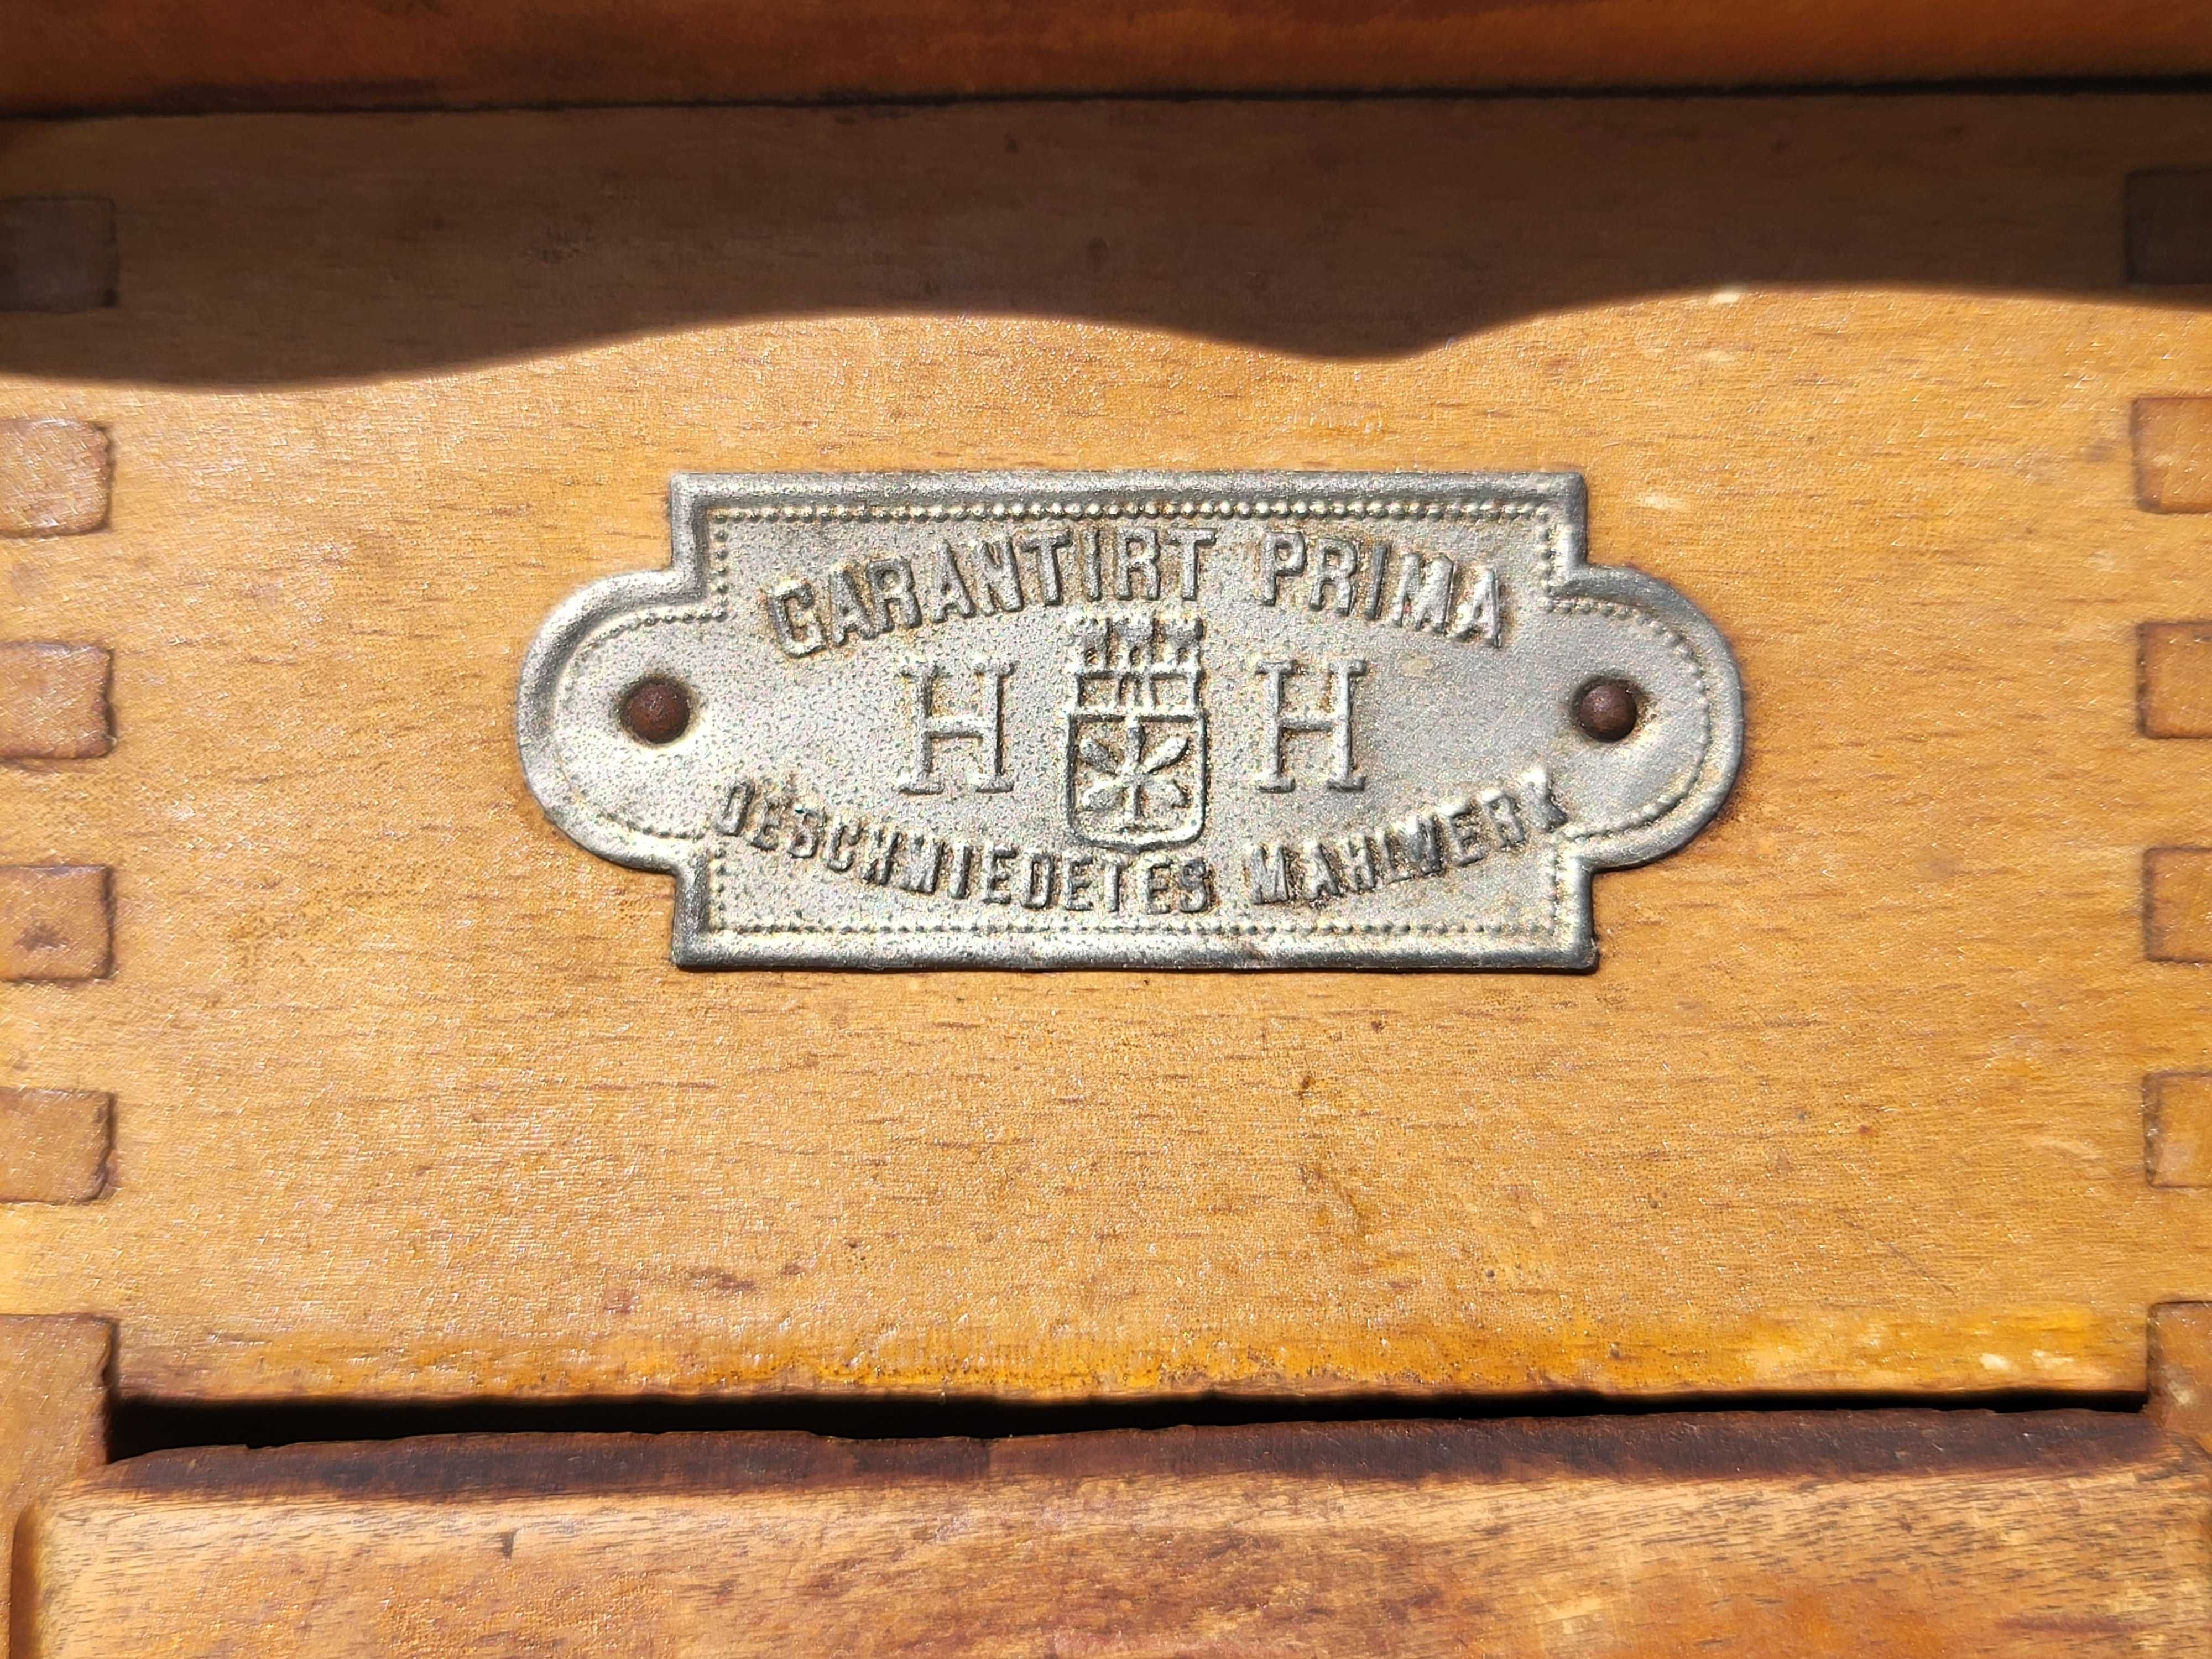 GARANTIRT PRIMA
H H
GESCHMIEDETES MAHLWERK